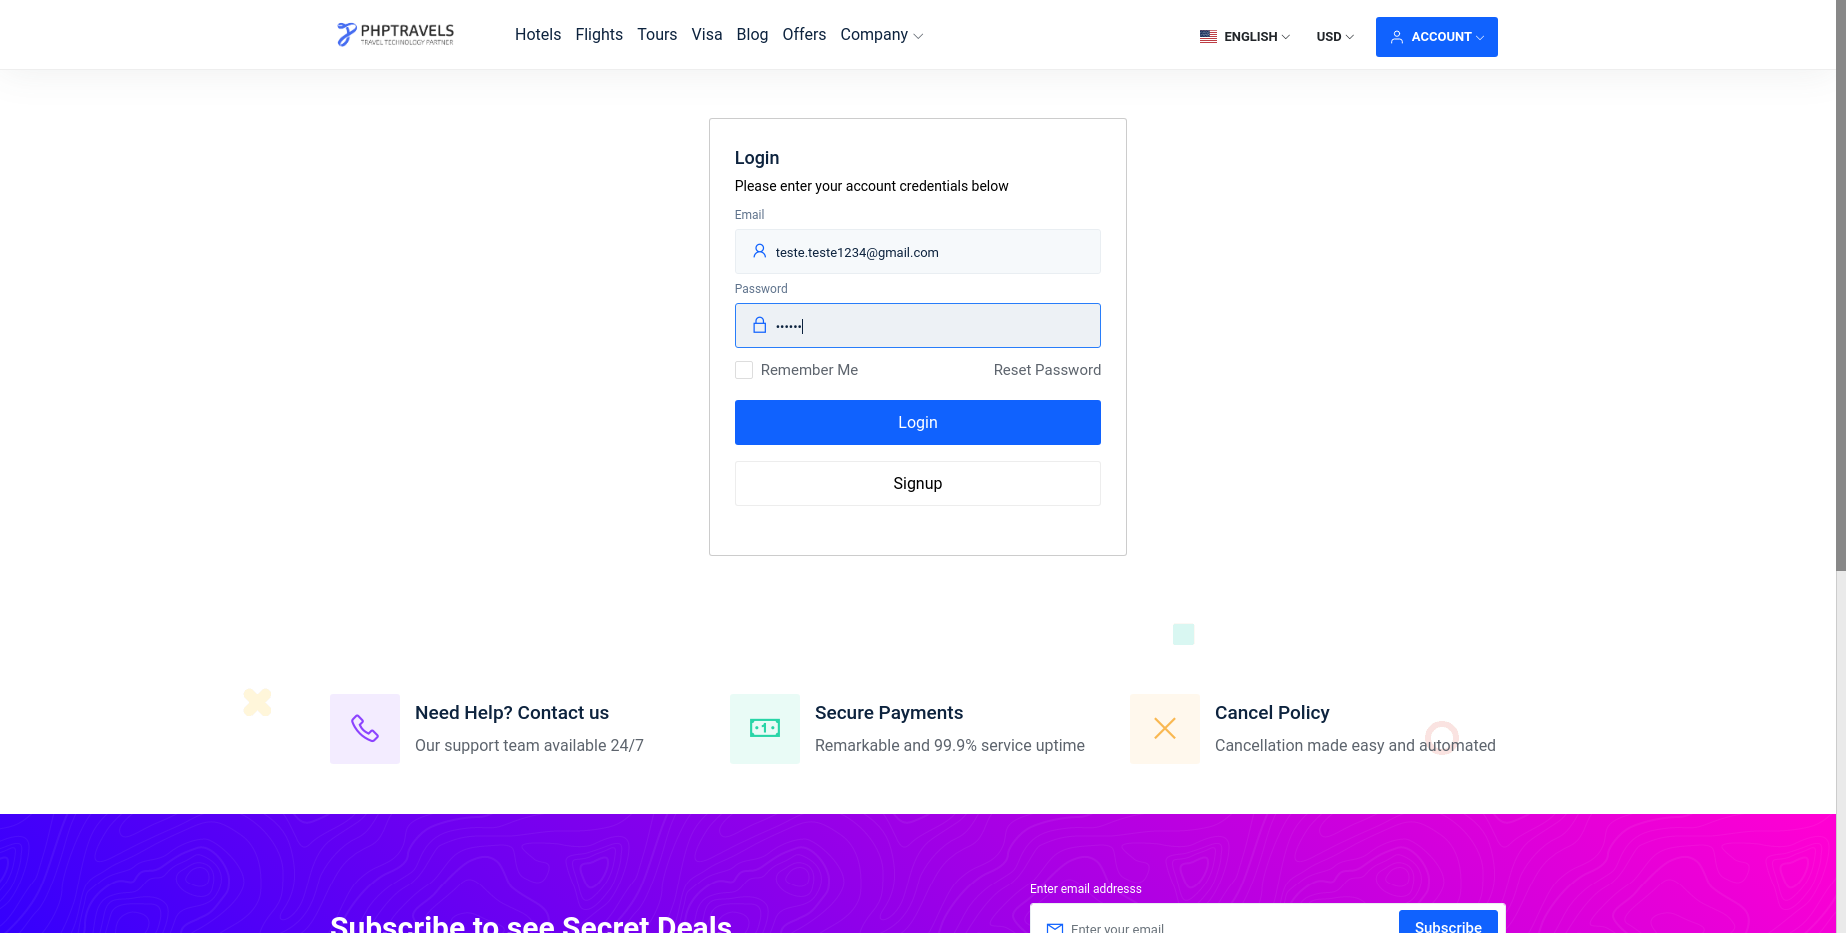 PHPTRAVELS
TRAVEL TECHNOLOGY PARTNER
Hotels Flights Tours Visa Blog Offers Company
ENGLISH USD ACCOUNT
Login
Please enter your account credentials below
Email
teste.teste1234@gmail.com
Password
••••••
Remember Me Reset Password
Login
Signup
Need Help? Contact us
Our support team available 24/7
Secure Payments
Remarkable and 99.9% service uptime
Cancel Policy
Cancellation made easy and automated
Enter email addresss
Subscribe to see Secret Deals
Enter your email Subscribe